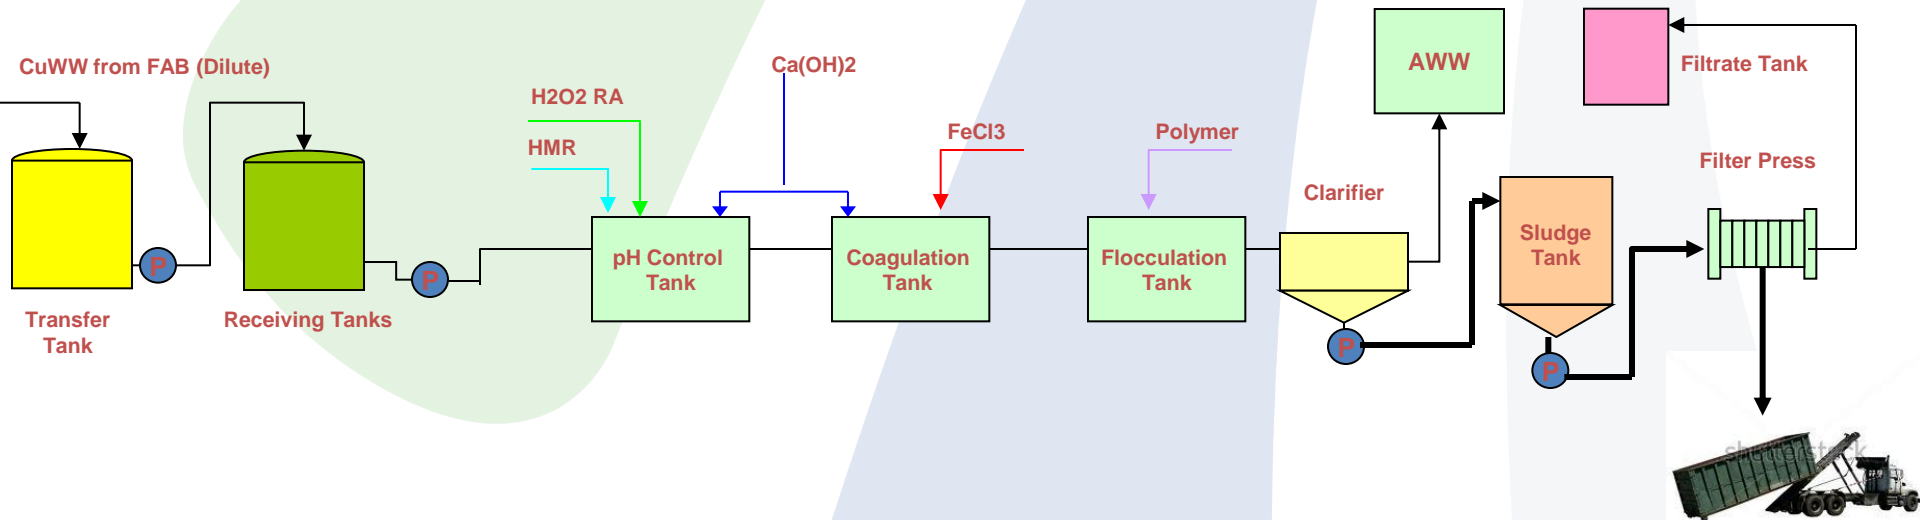 CuWW from FAB (Dilute)
Transfer
Tank
P
Receiving Tanks
P
H2O2 RA
HMR
Ca(OH)2
pH Control
Tank
FeCl3
Coagulation
Tank
Polymer
Flocculation
Tank
Clarifier
P
AWW
Sludge
Tank
P
Filtrate Tank
Filter Press
shutterstock